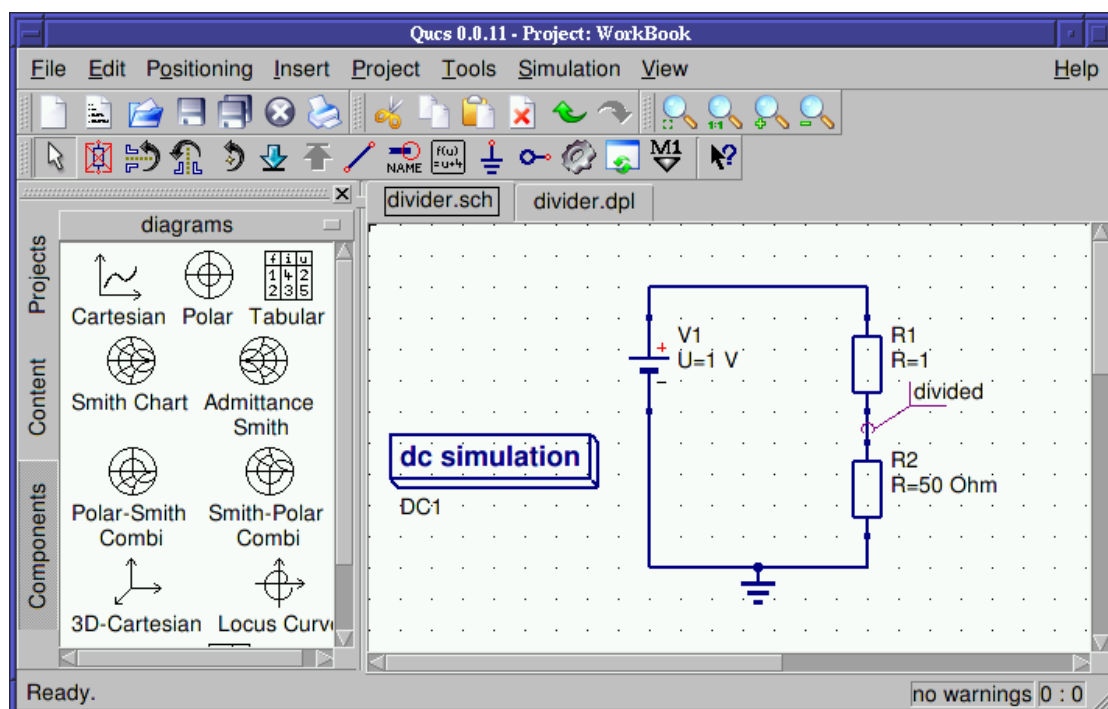 Qucs 0.0.11 - Project: WorkBook
File Edit Positioning Insert Project Tools Simulation View Help
1:1
NAME
f(u)
=u+4
M1
?
divider.sch divider.dpl
Projects
Content
Components
diagrams
f i u
1 4 2
2 3 5
Cartesian Polar Tabular
Smith Chart Admittance
Smith
Polar-Smith Smith-Polar
Combi Combi
3D-Cartesian Locus Curv
V1
+
U=1 V
−
R1
R=1
divided
R2
R=50 Ohm
dc simulation
DC1
Ready.
no warnings 0 : 0